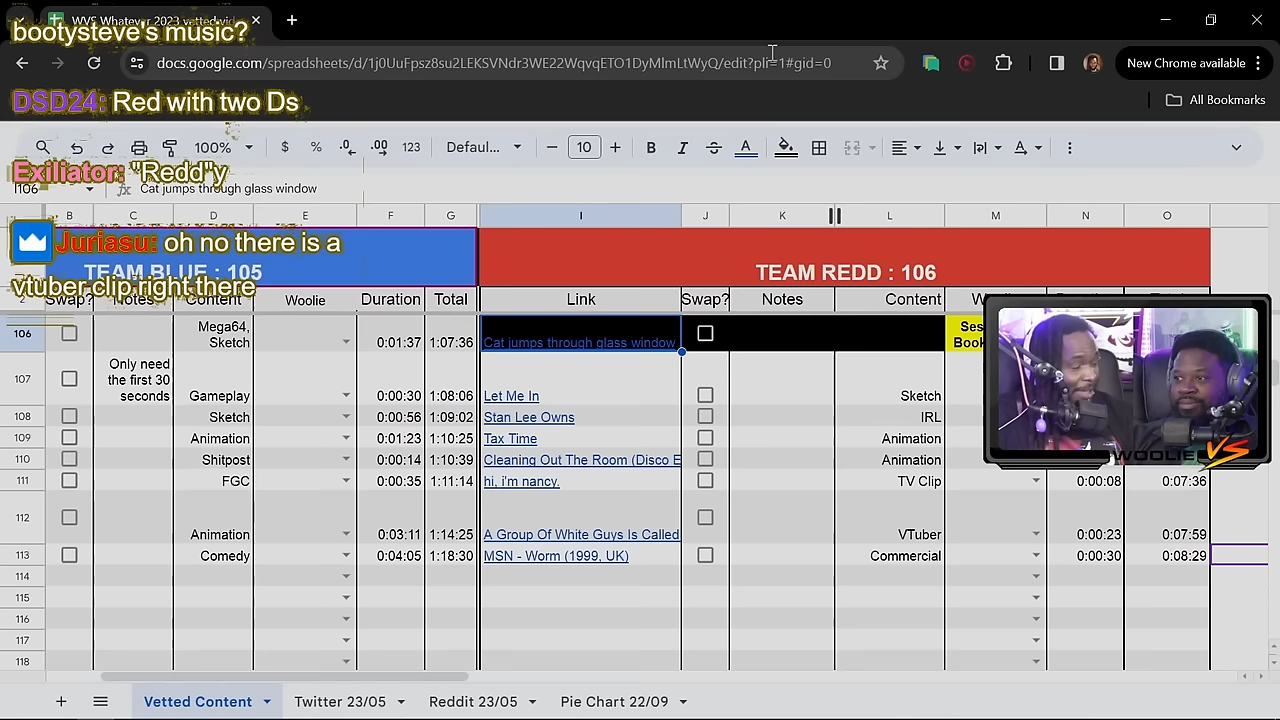 WVS Whatever 2023 vetted vid
bootysteve's music?
docs.google.com/spreadsheets/d/1j0UuFpsz8su2LEKSVNdr3WE22WqvqETO1DyMlmLtWyQ/edit?pli=1#gid=0
New Chrome available
DSD24: Red with two Ds
All Bookmarks
100% $ % .0 .00 123 Defaul... 10 B I A A
Exiliator: "Redd"y
I106 fx Cat jumps through glass window
B C D E F G I J K L M N O
Juriasu: oh no there is a
vtuber clip right there
TEAM BLUE : 105 TEAM REDD : 106
2 Swap? Notes Content Woolie Duration Total Link Swap? Notes Content
106 Mega64, Sketch 0:01:37 1:07:36 Cat jumps through glass window
107 Only need the first 30 seconds Gameplay 0:00:30 1:08:06 Let Me In Sketch
108 Sketch 0:00:56 1:09:02 Stan Lee Owns IRL
109 Animation 0:01:23 1:10:25 Tax Time Animation
110 Shitpost 0:00:14 1:10:39 Cleaning Out The Room (Disco E Animation
WOOLIE VS
111 FGC 0:00:35 1:11:14 hi, i'm nancy. TV Clip 0:00:08 0:07:36
112 Animation 0:03:11 1:14:25 A Group Of White Guys Is Called VTuber 0:00:23 0:07:59
113 Comedy 0:04:05 1:18:30 MSN - Worm (1999, UK) Commercial 0:00:30 0:08:29
114
115
116
117
118
+ Vetted Content Twitter 23/05 Reddit 23/05 Pie Chart 22/09